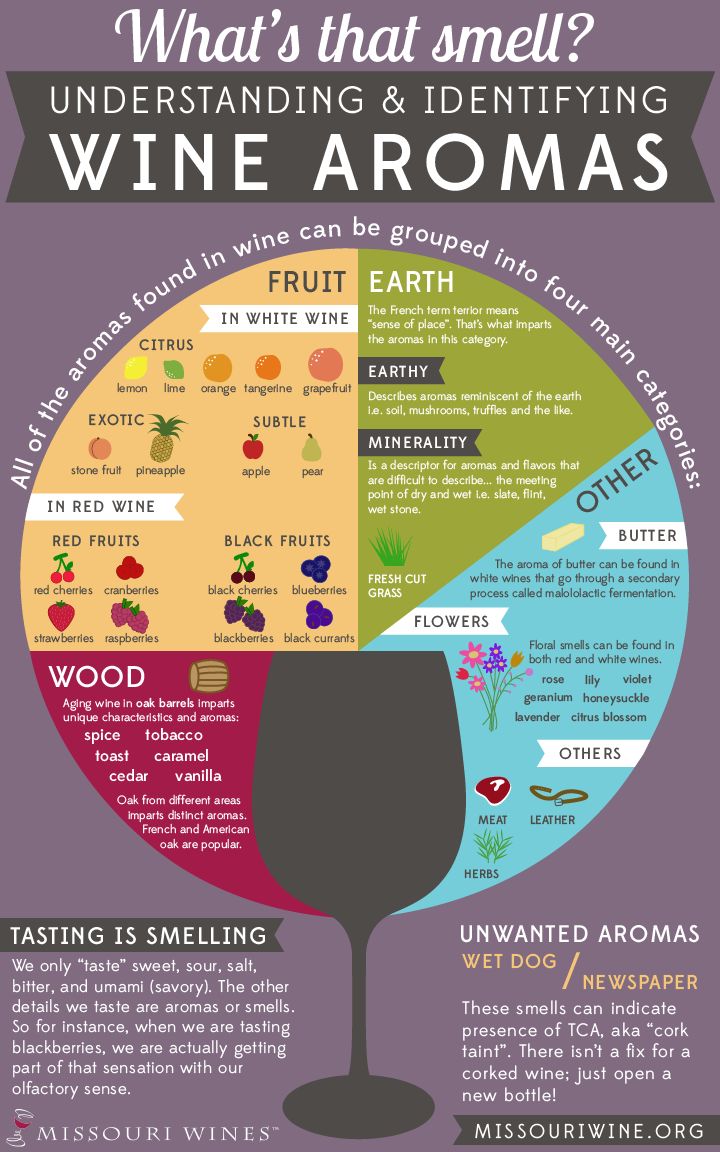 What's that smell?
UNDERSTANDING & IDENTIFYING
WINE AROMAS
All of the aromas found in wine can be grouped into four main categories:
FRUIT
IN WHITE WINE
CITRUS
lemon lime orange tangerine grapefruit
EXOTIC
stone fruit pineapple
SUBTLE
apple pear
IN RED WINE
RED FRUITS
red cherries cranberries
strawberries raspberries
BLACK FRUITS
black cherries blueberries
blackberries black currants
EARTH
The French term terrior means
"sense of place". That's what imparts
the aromas in this category.
EARTHY
Describes aromas reminiscent of the earth
i.e. soil, mushrooms, truffles and the like.
MINERALITY
Is a descriptor for aromas and flavors that
are difficult to describe... the meeting
point of dry and wet i.e. slate, flint,
wet stone.
FRESH CUT
GRASS
OTHER
BUTTER
The aroma of butter can be found in
white wines that go through a secondary
process called malololactic fermentation.
FLOWERS
Floral smells can be found in
both red and white wines.
rose lily violet
geranium honeysuckle
lavender citrus blossom
OTHERS
MEAT LEATHER
HERBS
WOOD
Aging wine in oak barrels imparts
unique characteristics and aromas:
spice tobacco
toast caramel
cedar vanilla
Oak from different areas
imparts distinct aromas.
French and American
oak are popular.
TASTING IS SMELLING
We only "taste" sweet, sour, salt,
bitter, and umami (savory). The other
details we taste are aromas or smells.
So for instance, when we are tasting
blackberries, we are actually getting
part of that sensation with our
olfactory sense.
UNWANTED AROMAS
WET DOG / NEWSPAPER
These smells can indicate
presence of TCA, aka "cork
taint". There isn't a fix for a
corked wine; just open a
new bottle!
MISSOURI WINES™
MISSOURIWINE.ORG